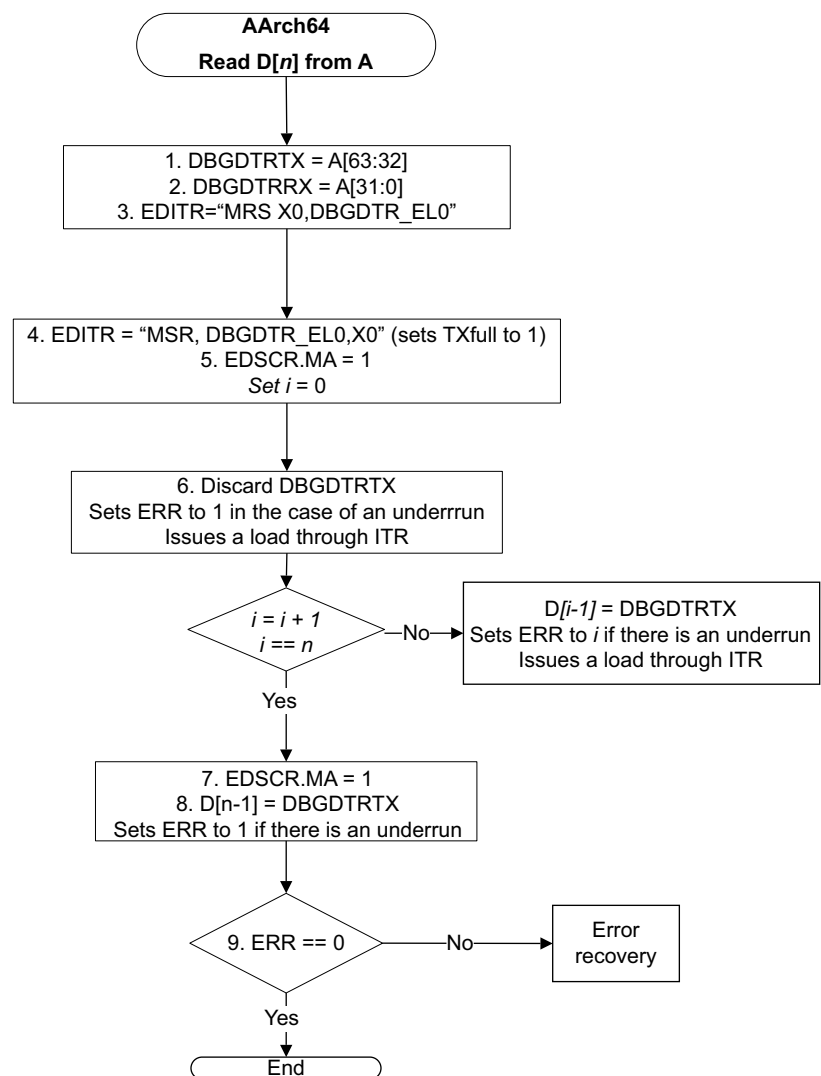 AArch64
Read D[n] from A
1. DBGDTRTX = A[63:32]
2. DBGDTRRX = A[31:0]
3. EDITR=“MRS X0,DBGDTR_EL0”
4. EDITR = “MSR, DBGDTR_EL0,X0” (sets TXfull to 1)
5. EDSCR.MA = 1
Set i = 0
6. Discard DBGDTRTX
Sets ERR to 1 in the case of an underrrun
Issues a load through ITR
i = i + 1
i == n
No
D[i-1] = DBGDTRTX
Sets ERR to i if there is an underrun
Issues a load through ITR
Yes
7. EDSCR.MA = 1
8. D[n-1] = DBGDTRTX
Sets ERR to 1 if there is an underrun
9. ERR == 0
No
Error
recovery
Yes
End